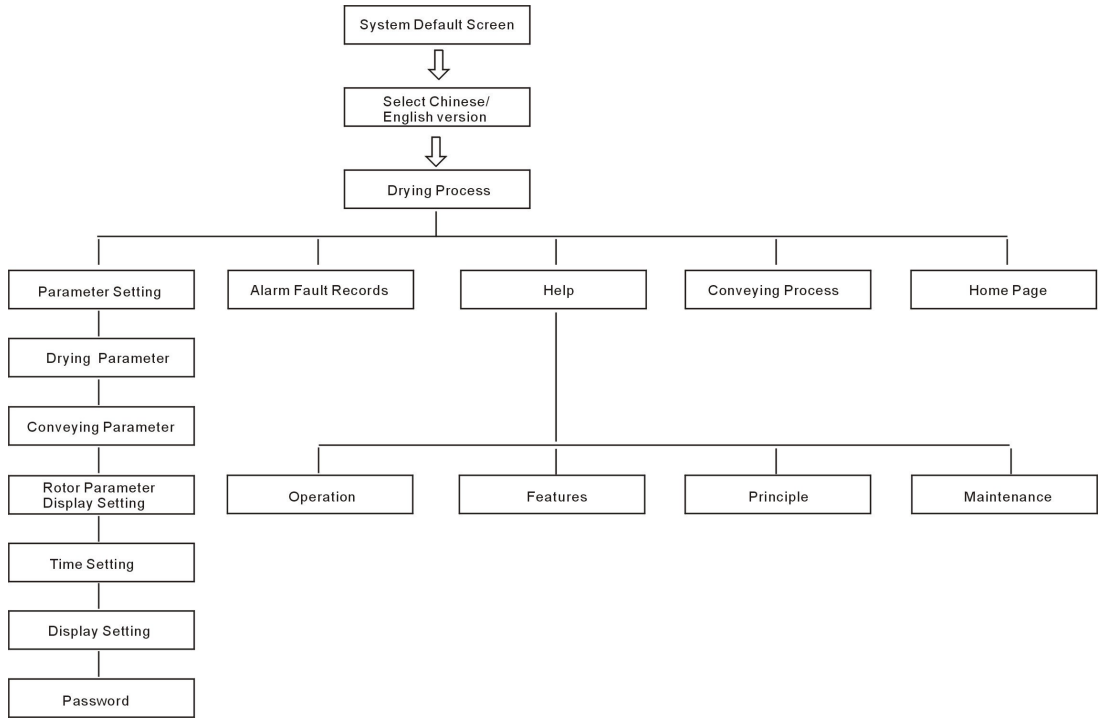 System Default Screen
Select Chinese/
English version
Drying Process
Parameter Setting
Alarm Fault Records
Help
Conveying Process
Home Page
Drying Parameter
Conveying Parameter
Rotor Parameter
Display Setting
Operation
Features
Principle
Maintenance
Time Setting
Display Setting
Password